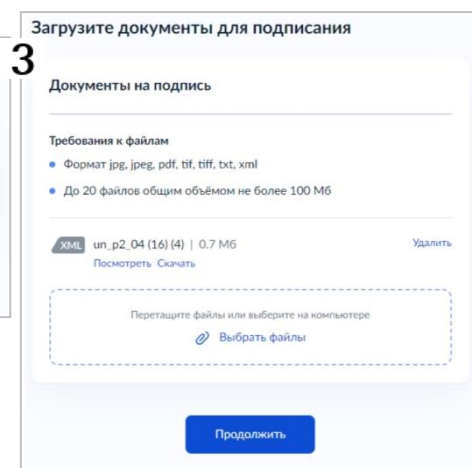 Загрузите документы для подписания
3
Документы на подпись
Требования к файлам
Формат jpg, jpeg, pdf, tif, tiff, txt, xml
До 20 файлов общим объёмом не более 100 Мб
XML un_p2_04 (16) (4) | 0.7 Мб Удалить
Посмотреть Скачать
Перетащите файлы или выберите на компьютере
Выбрать файлы
Продолжить